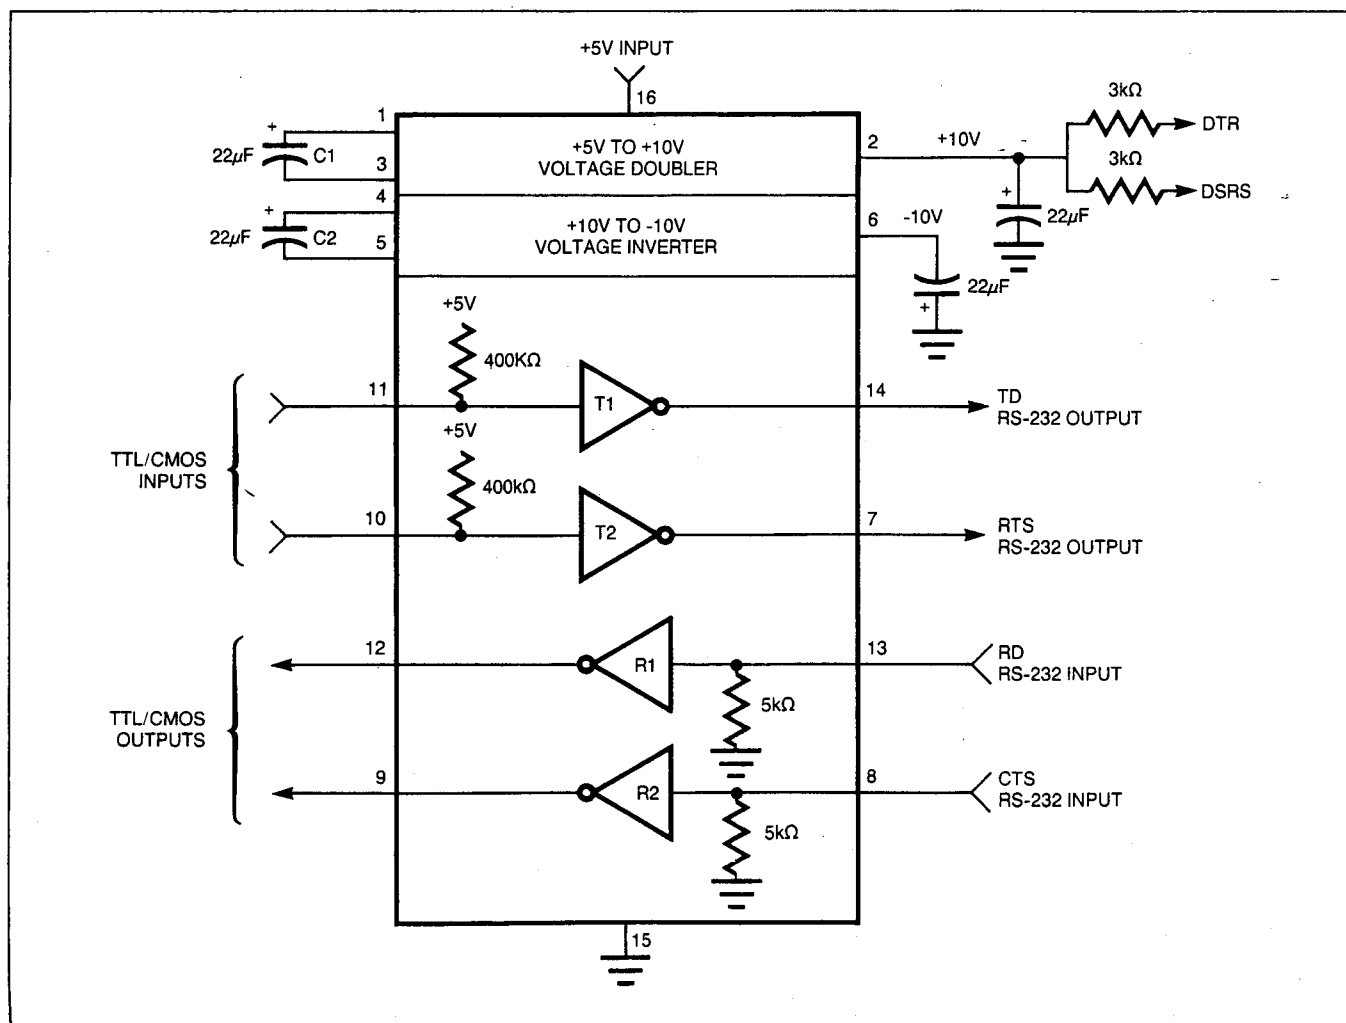 +5V INPUT
16
1
+
22µF
C1
3
+5V TO +10V
VOLTAGE DOUBLER
2
+10V
3kΩ
DTR
3kΩ
DSRS
+
22µF
4
+
22µF
C2
5
+10V TO -10V
VOLTAGE INVERTER
6
-10V
22µF
+
+5V
400KΩ
11
T1
14
TD
RS-232 OUTPUT
TTL/CMOS
INPUTS
+5V
400kΩ
10
T2
7
RTS
RS-232 OUTPUT
12
R1
13
RD
RS-232 INPUT
5kΩ
TTL/CMOS
OUTPUTS
9
R2
8
CTS
RS-232 INPUT
5kΩ
15